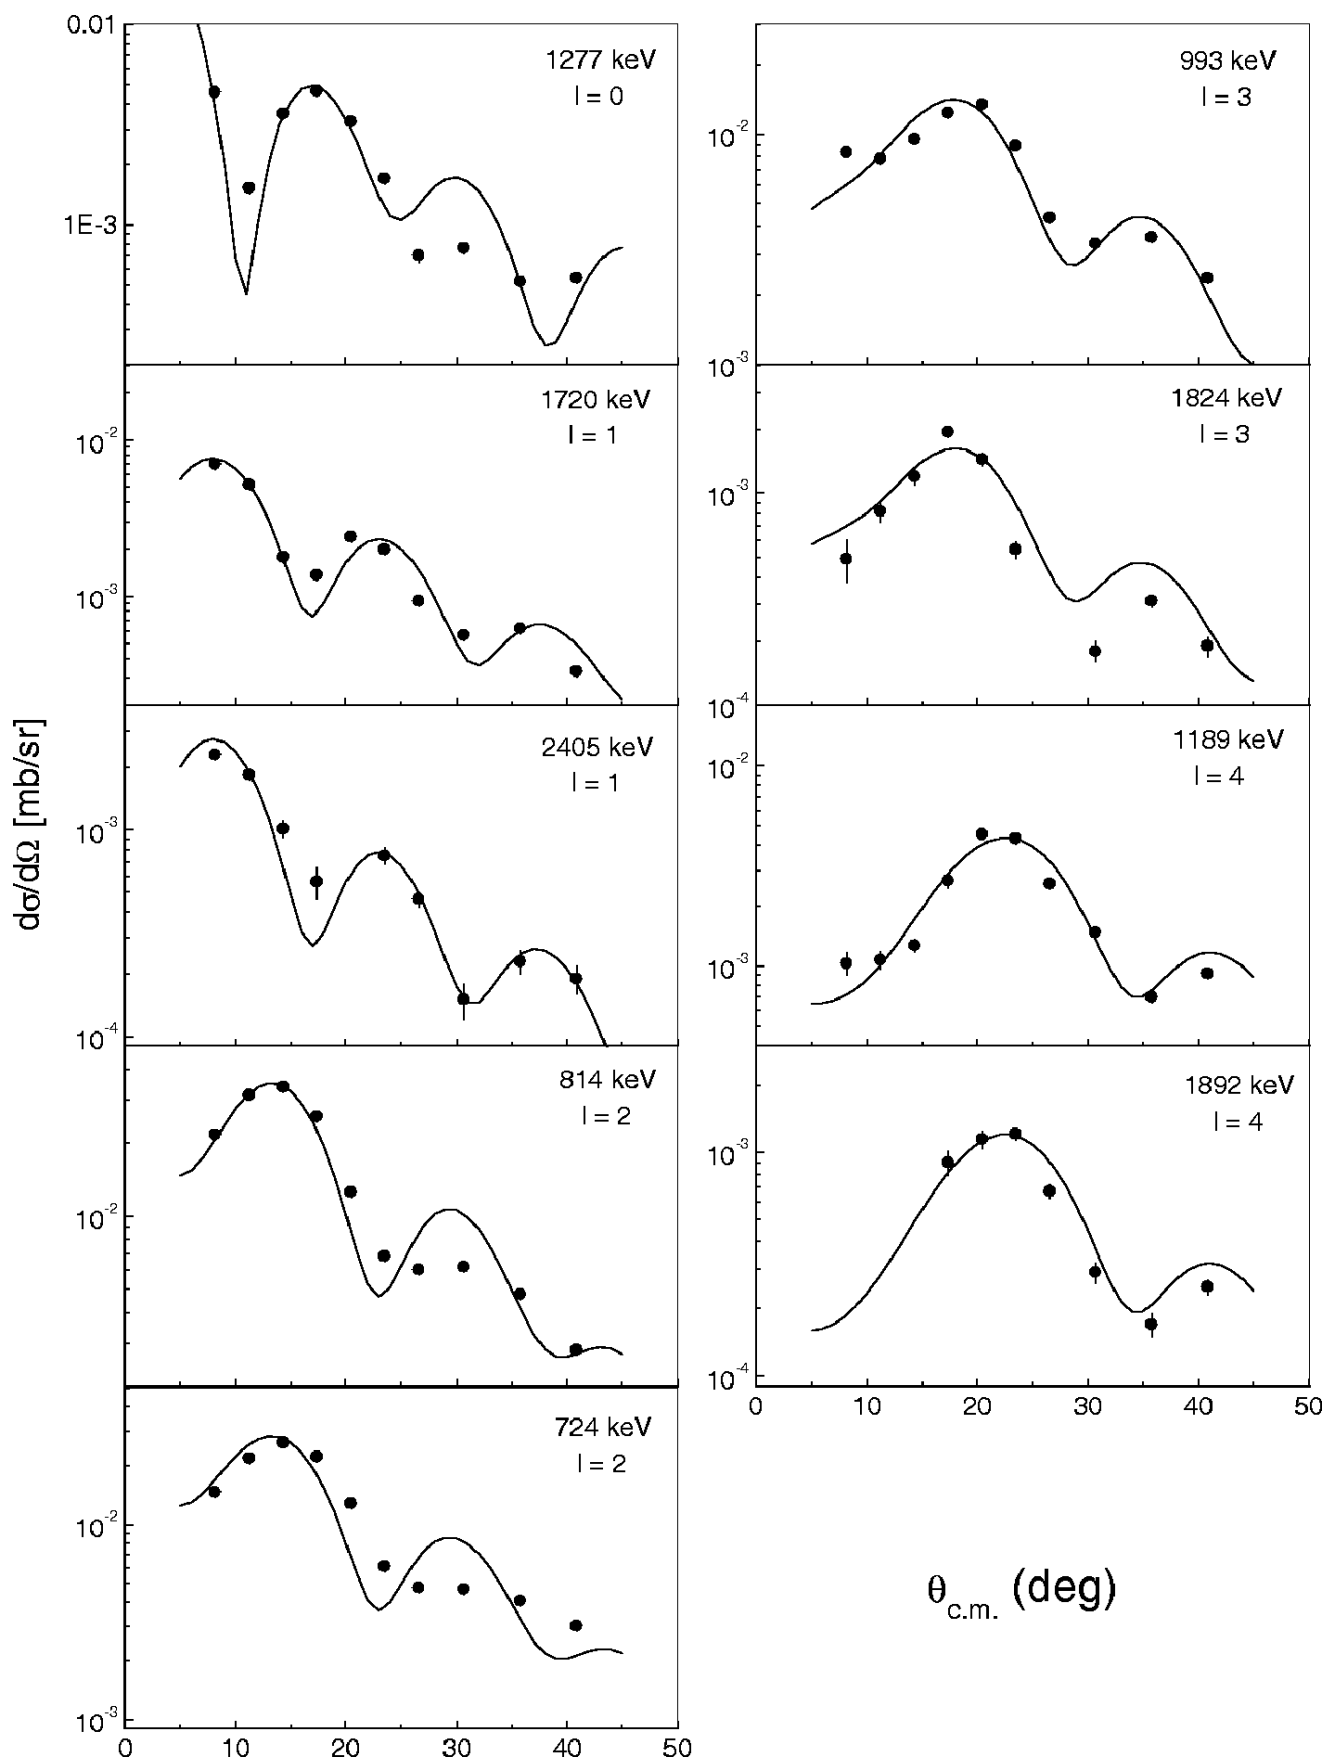 0.01
1E-3
1277 keV
l = 0
10⁻²
10⁻³
1720 keV
l = 1
10⁻³
10⁻⁴
2405 keV
l = 1
10⁻²
814 keV
l = 2
10⁻²
10⁻³
724 keV
l = 2
0 10 20 30 40 50
dσ/dΩ [mb/sr]
10⁻²
10⁻³
993 keV
l = 3
10⁻³
10⁻⁴
1824 keV
l = 3
10⁻²
10⁻³
1189 keV
l = 4
10⁻³
10⁻⁴
1892 keV
l = 4
0 10 20 30 40 50
θc.m. (deg)